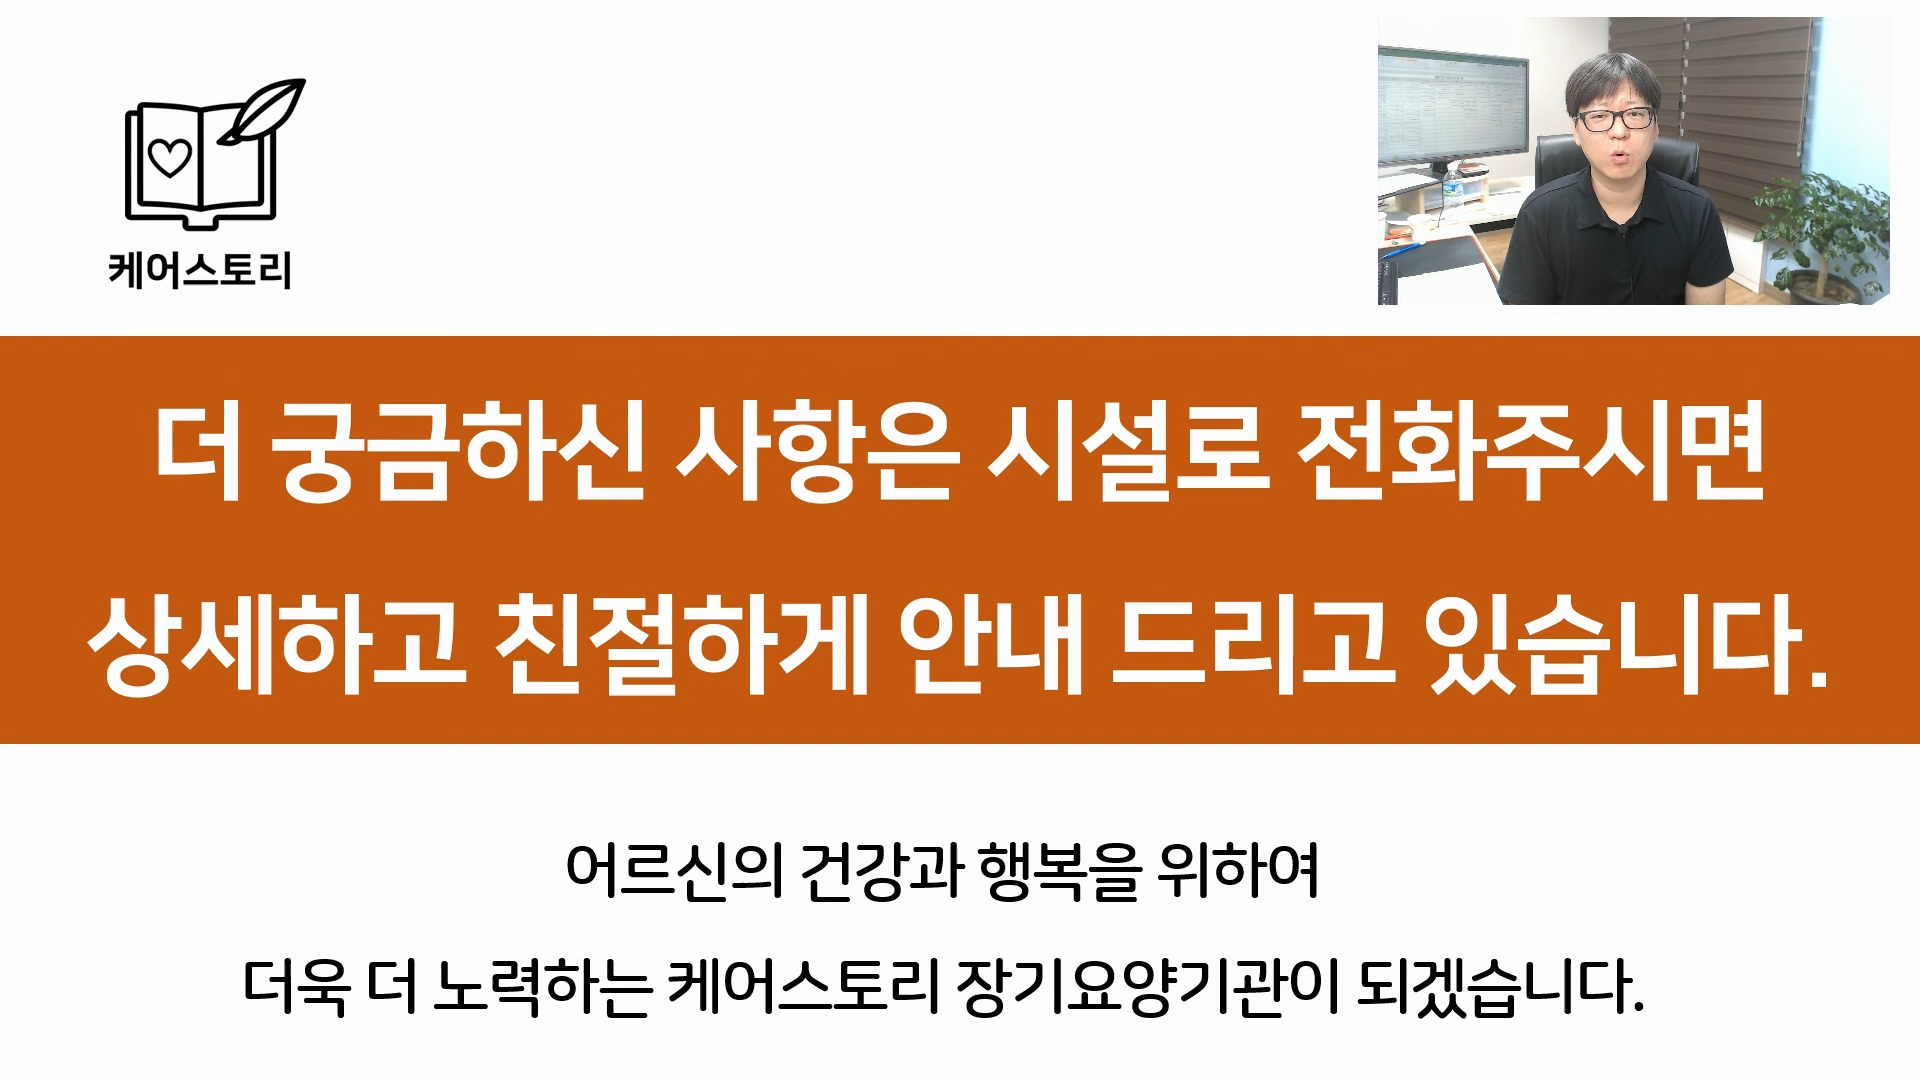 케어스토리
더 궁금하신 사항은 시설로 전화주시면
상세하고 친절하게 안내 드리고 있습니다.
어르신의 건강과 행복을 위하여
더욱 더 노력하는 케어스토리 장기요양기관이 되겠습니다.